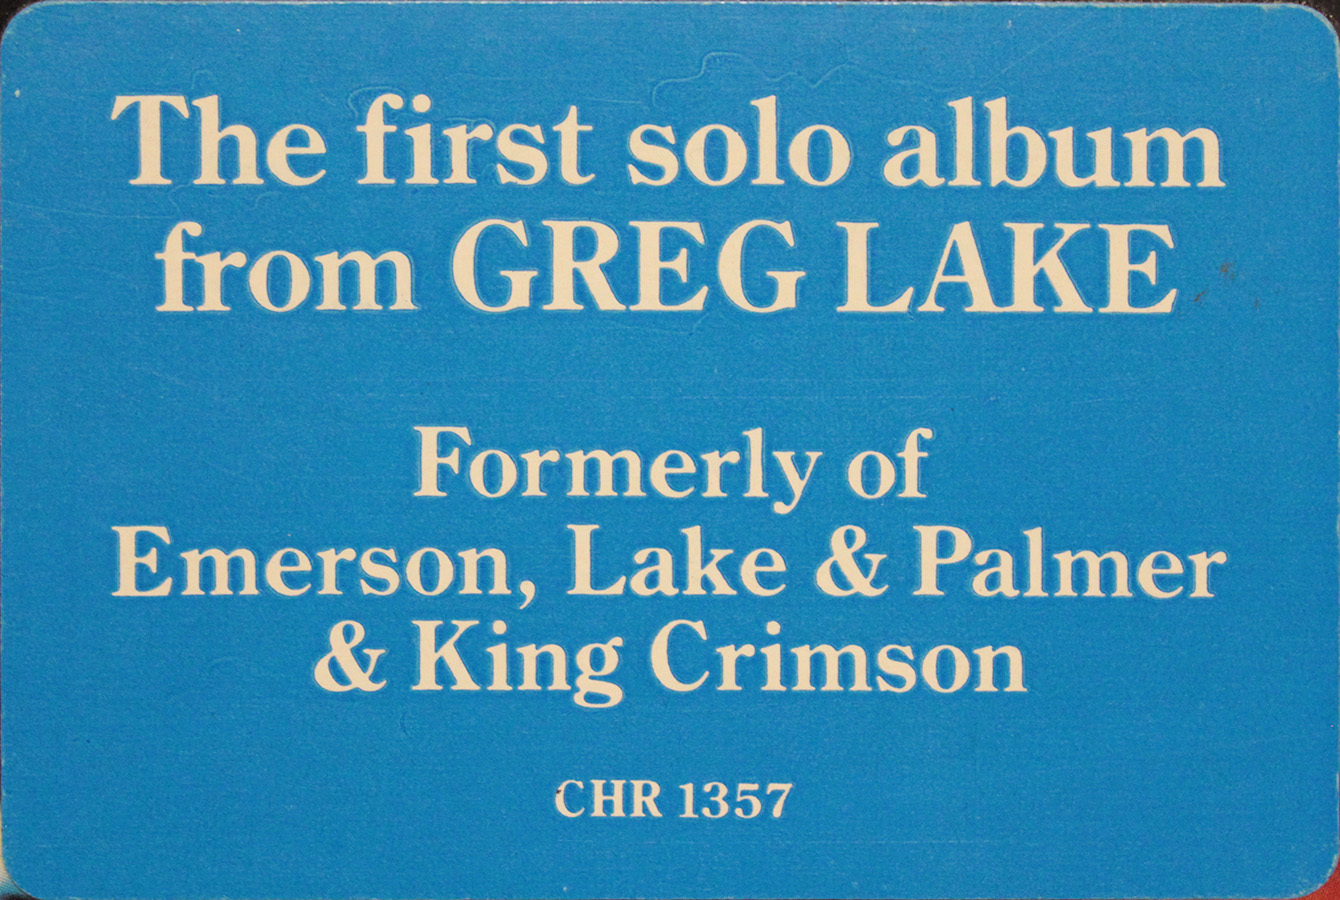 The first solo album
from GREG LAKE
Formerly of
Emerson, Lake & Palmer
& King Crimson
CHR 1357